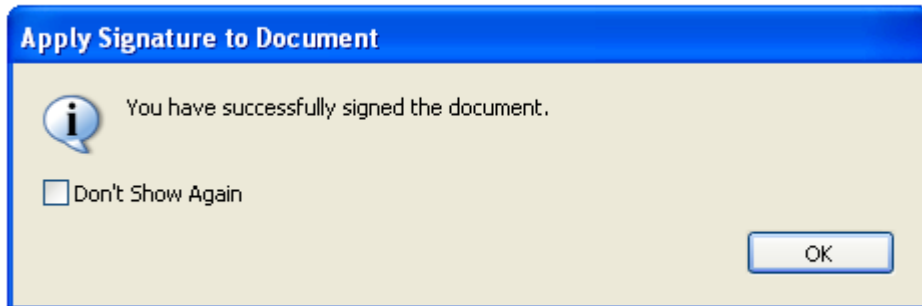 Apply Signature to Document
You have successfully signed the document.
Don't Show Again
OK